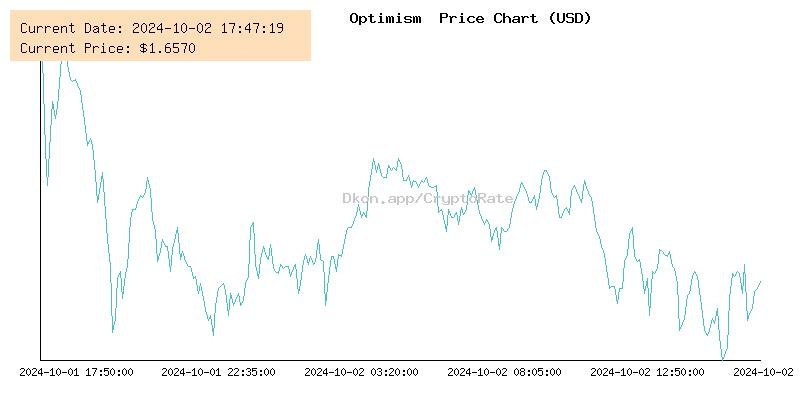 Optimism  Price Chart (USD)
Current Date: 2024-10-02 17:47:19
Current Price: $1.6570
Dkon.app/CryptoRate
2024-10-01 17:50:00 2024-10-01 22:35:00 2024-10-02 03:20:00 2024-10-02 08:05:00 2024-10-02 12:50:00 2024-10-02